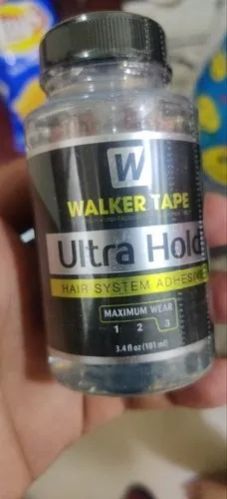 W
WALKER TAPE
Ultra Hold
HAIR SYSTEM ADHESIVE
MAXIMUM WEAR
1 2 3
3.4 fl oz (101 ml)